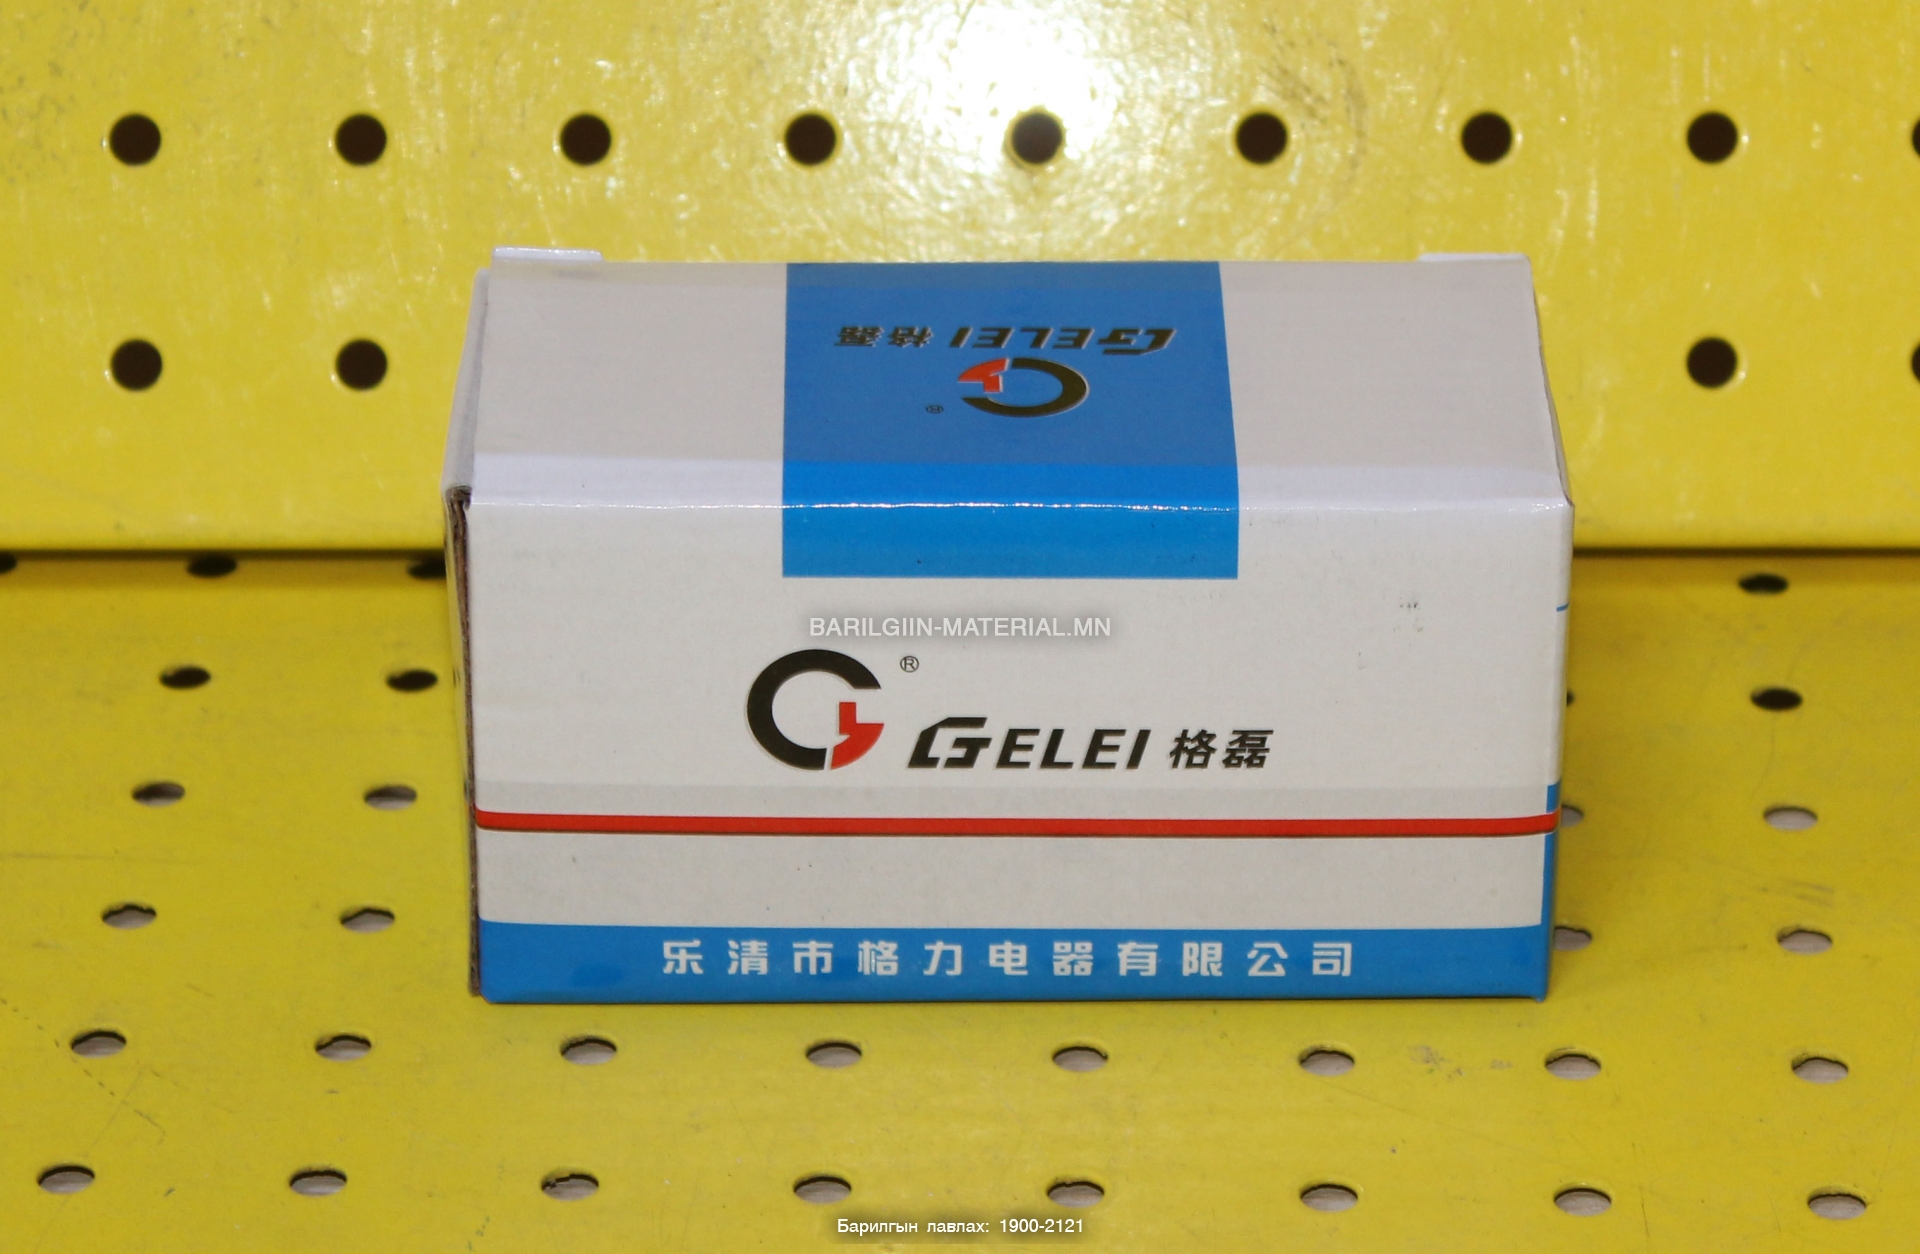 GELEI 格磊
®
BARILGIIN-MATERIAL.MN
®
GELEI 格磊
乐清市格力电器有限公司
Барилгын лавлах: 1900-2121